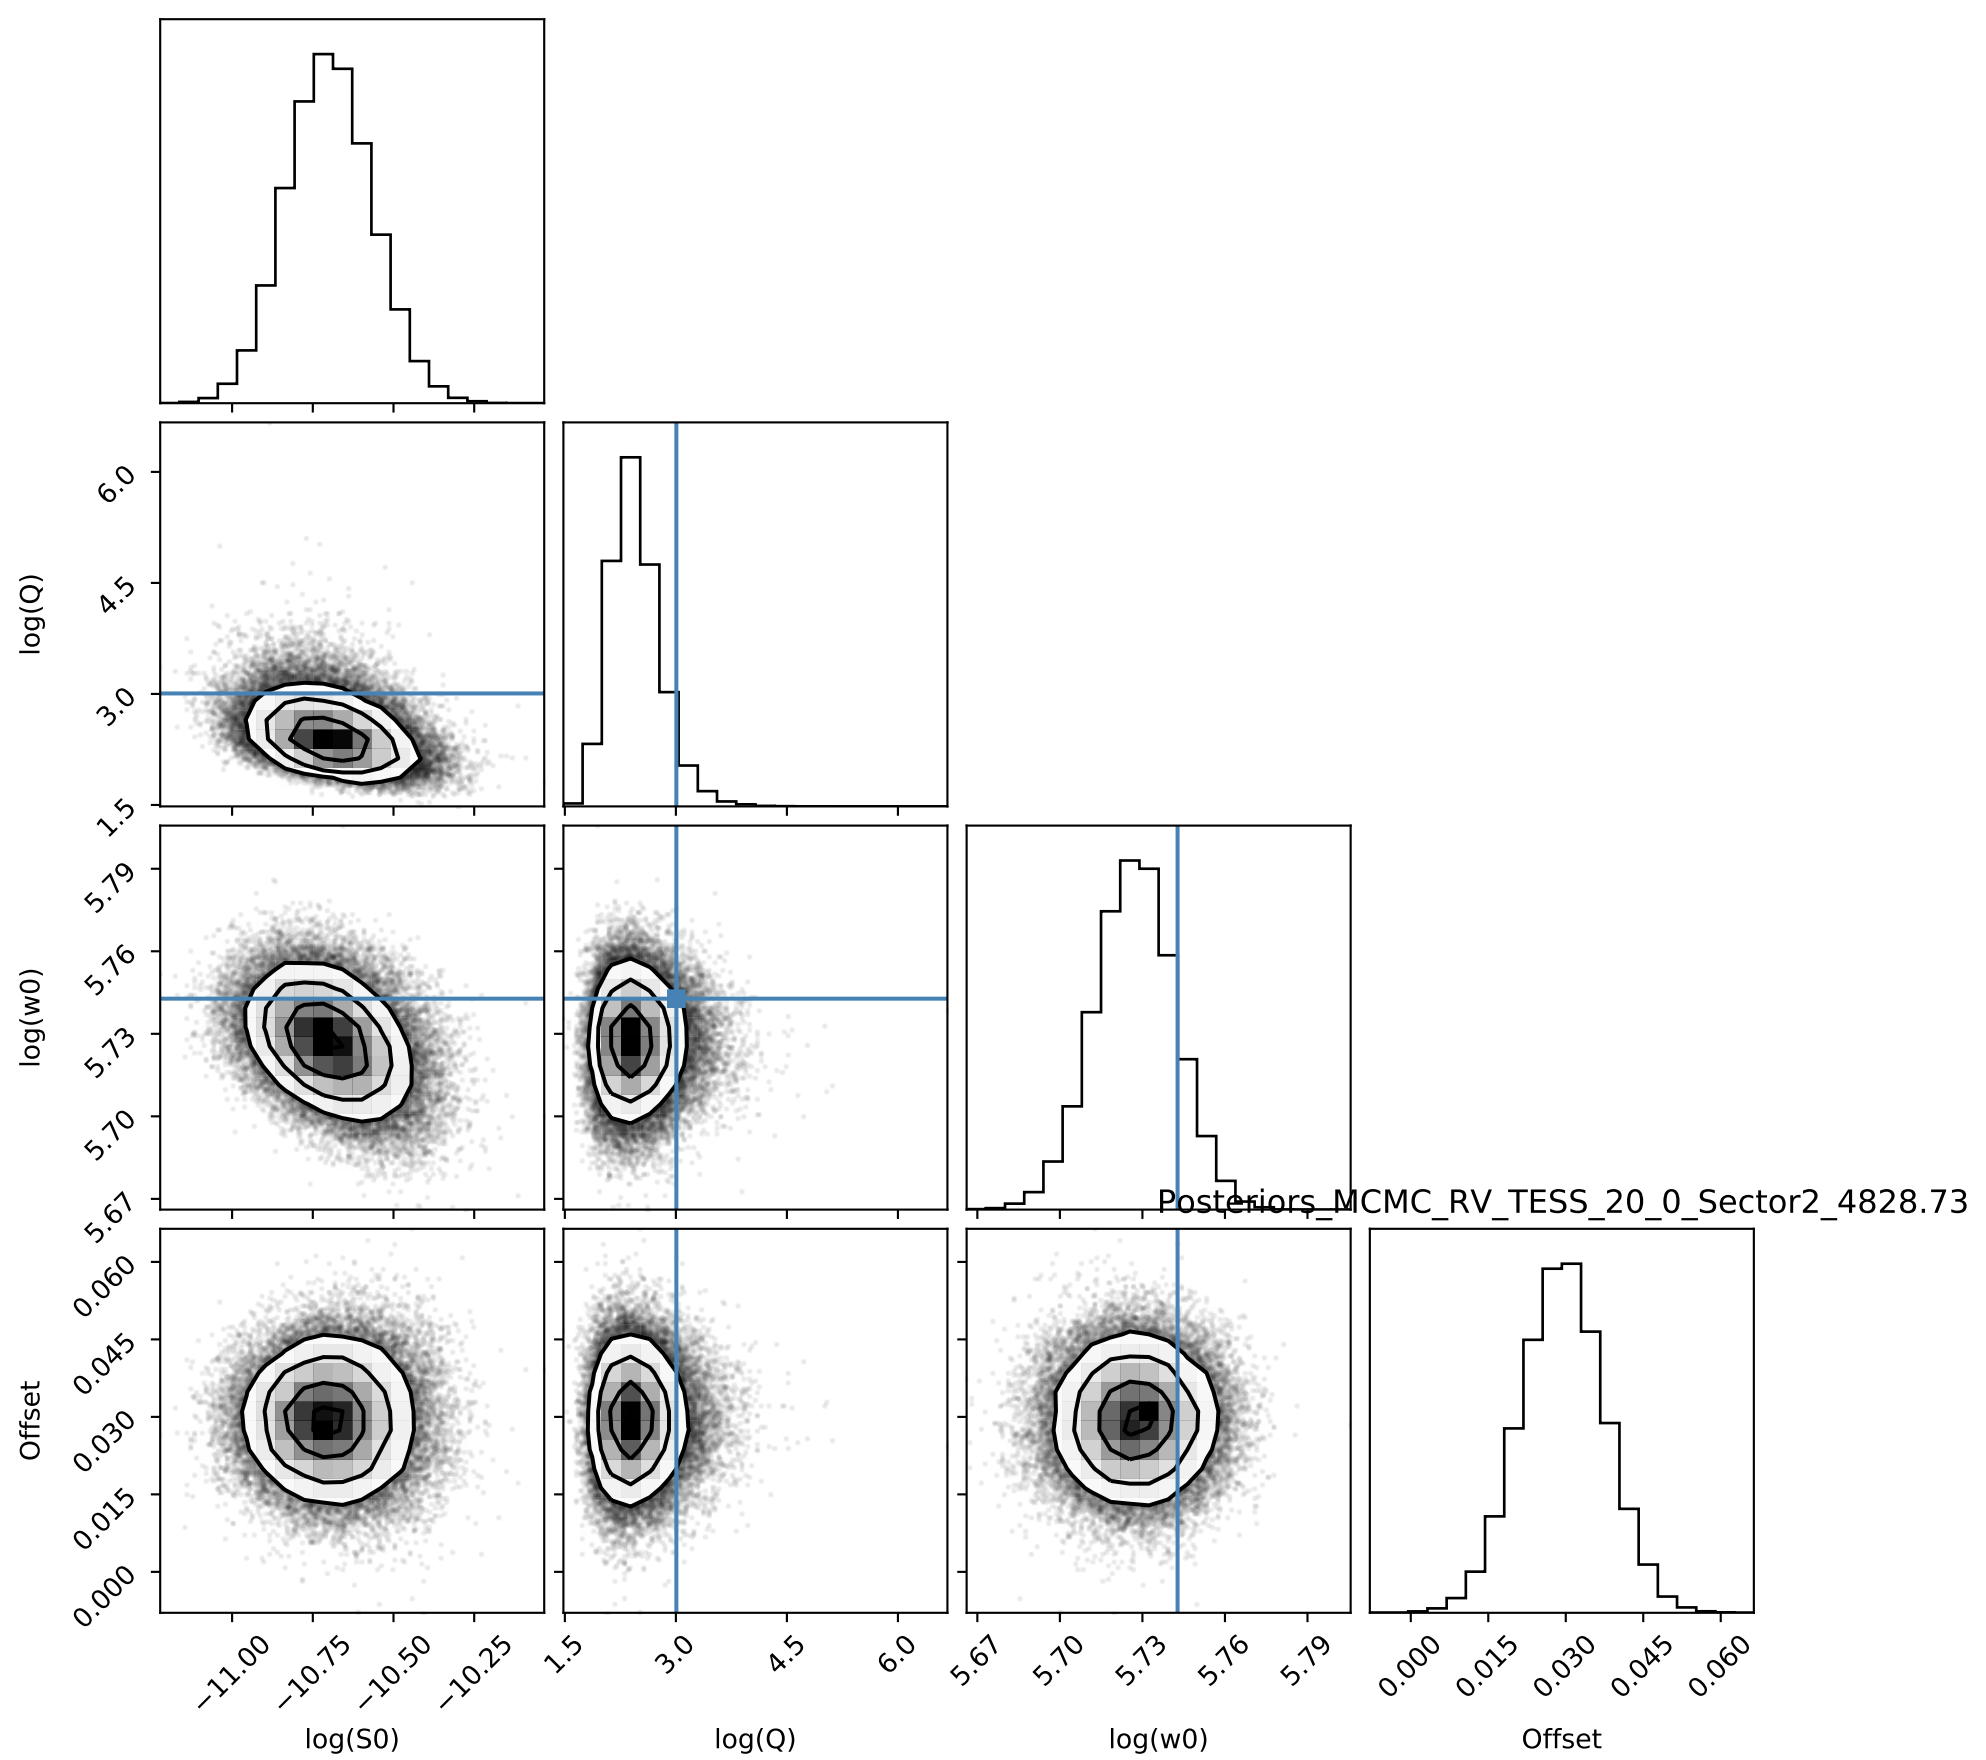 6.0
4.5
3.0
1.5
log(Q)
5.79
5.76
5.73
5.70
5.67
log(w0)
Posteriors_MCMC_RV_TESS_20_0_Sector2_4828.73
0.060
0.045
0.030
0.015
0.000
Offset
−11.00 −10.75 −10.50 −10.25 1.5 3.0 4.5 6.0 5.67 5.70 5.73 5.76 5.79 0.000 0.015 0.030 0.045 0.060
log(S0) log(Q) log(w0) Offset